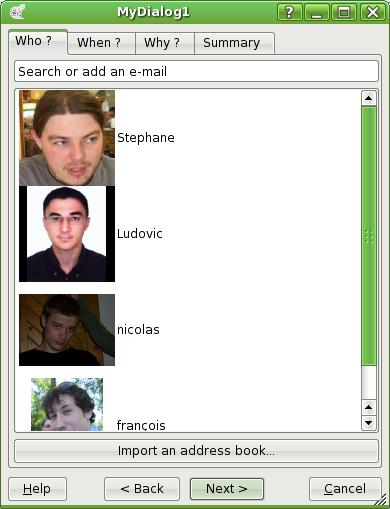 MyDialog1
?
Who ? When ? Why ? Summary
Search or add an e-mail
Stephane
Ludovic
nicolas
françois
Import an address book...
Help < Back Next > Cancel